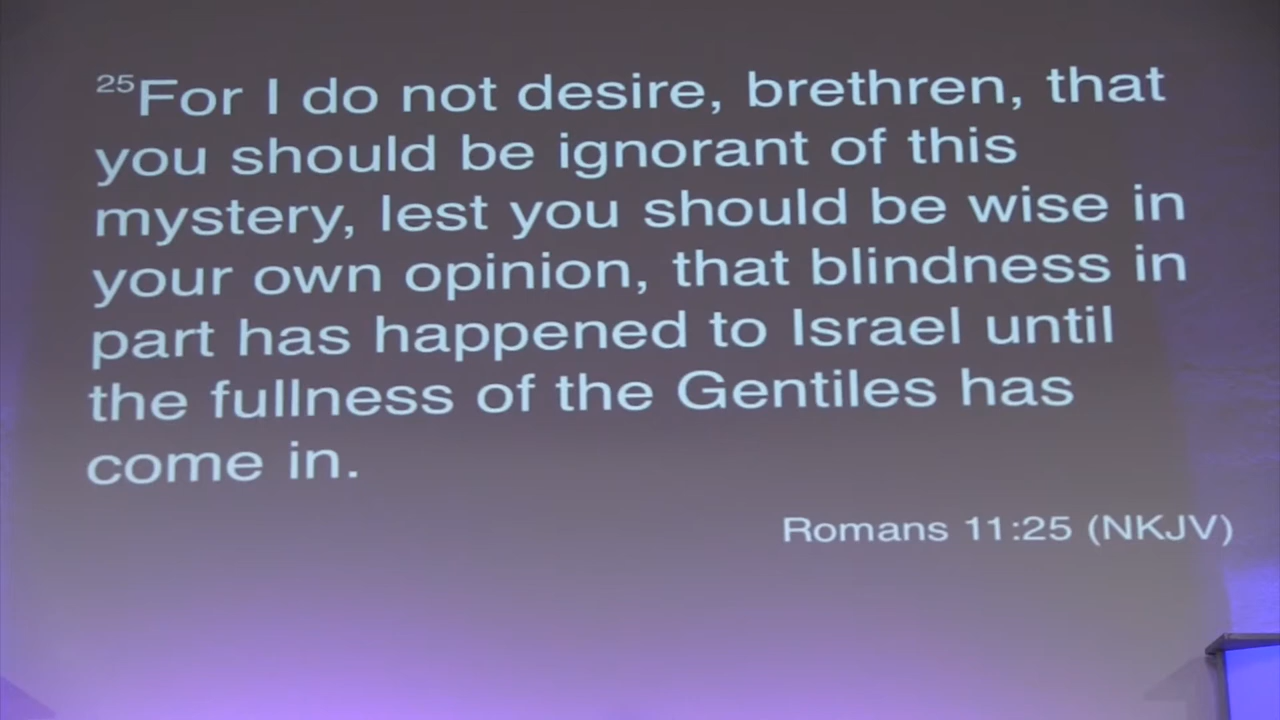 25For I do not desire, brethren, that
you should be ignorant of this
mystery, lest you should be wise in
your own opinion, that blindness in
part has happened to Israel until
the fullness of the Gentiles has
come in.
Romans 11:25 (NKJV)